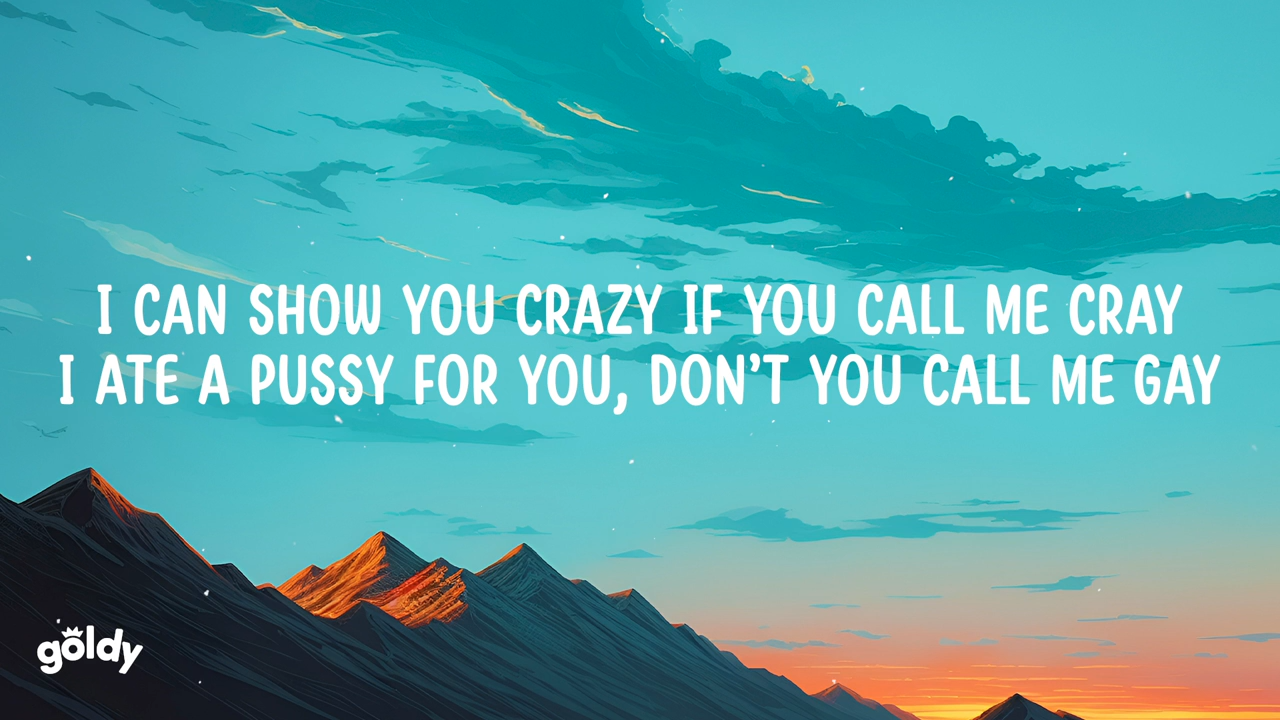 I CAN SHOW YOU CRAZY IF YOU CALL ME CRAY
I ATE A PUSSY FOR YOU, DON'T YOU CALL ME GAY
goldy